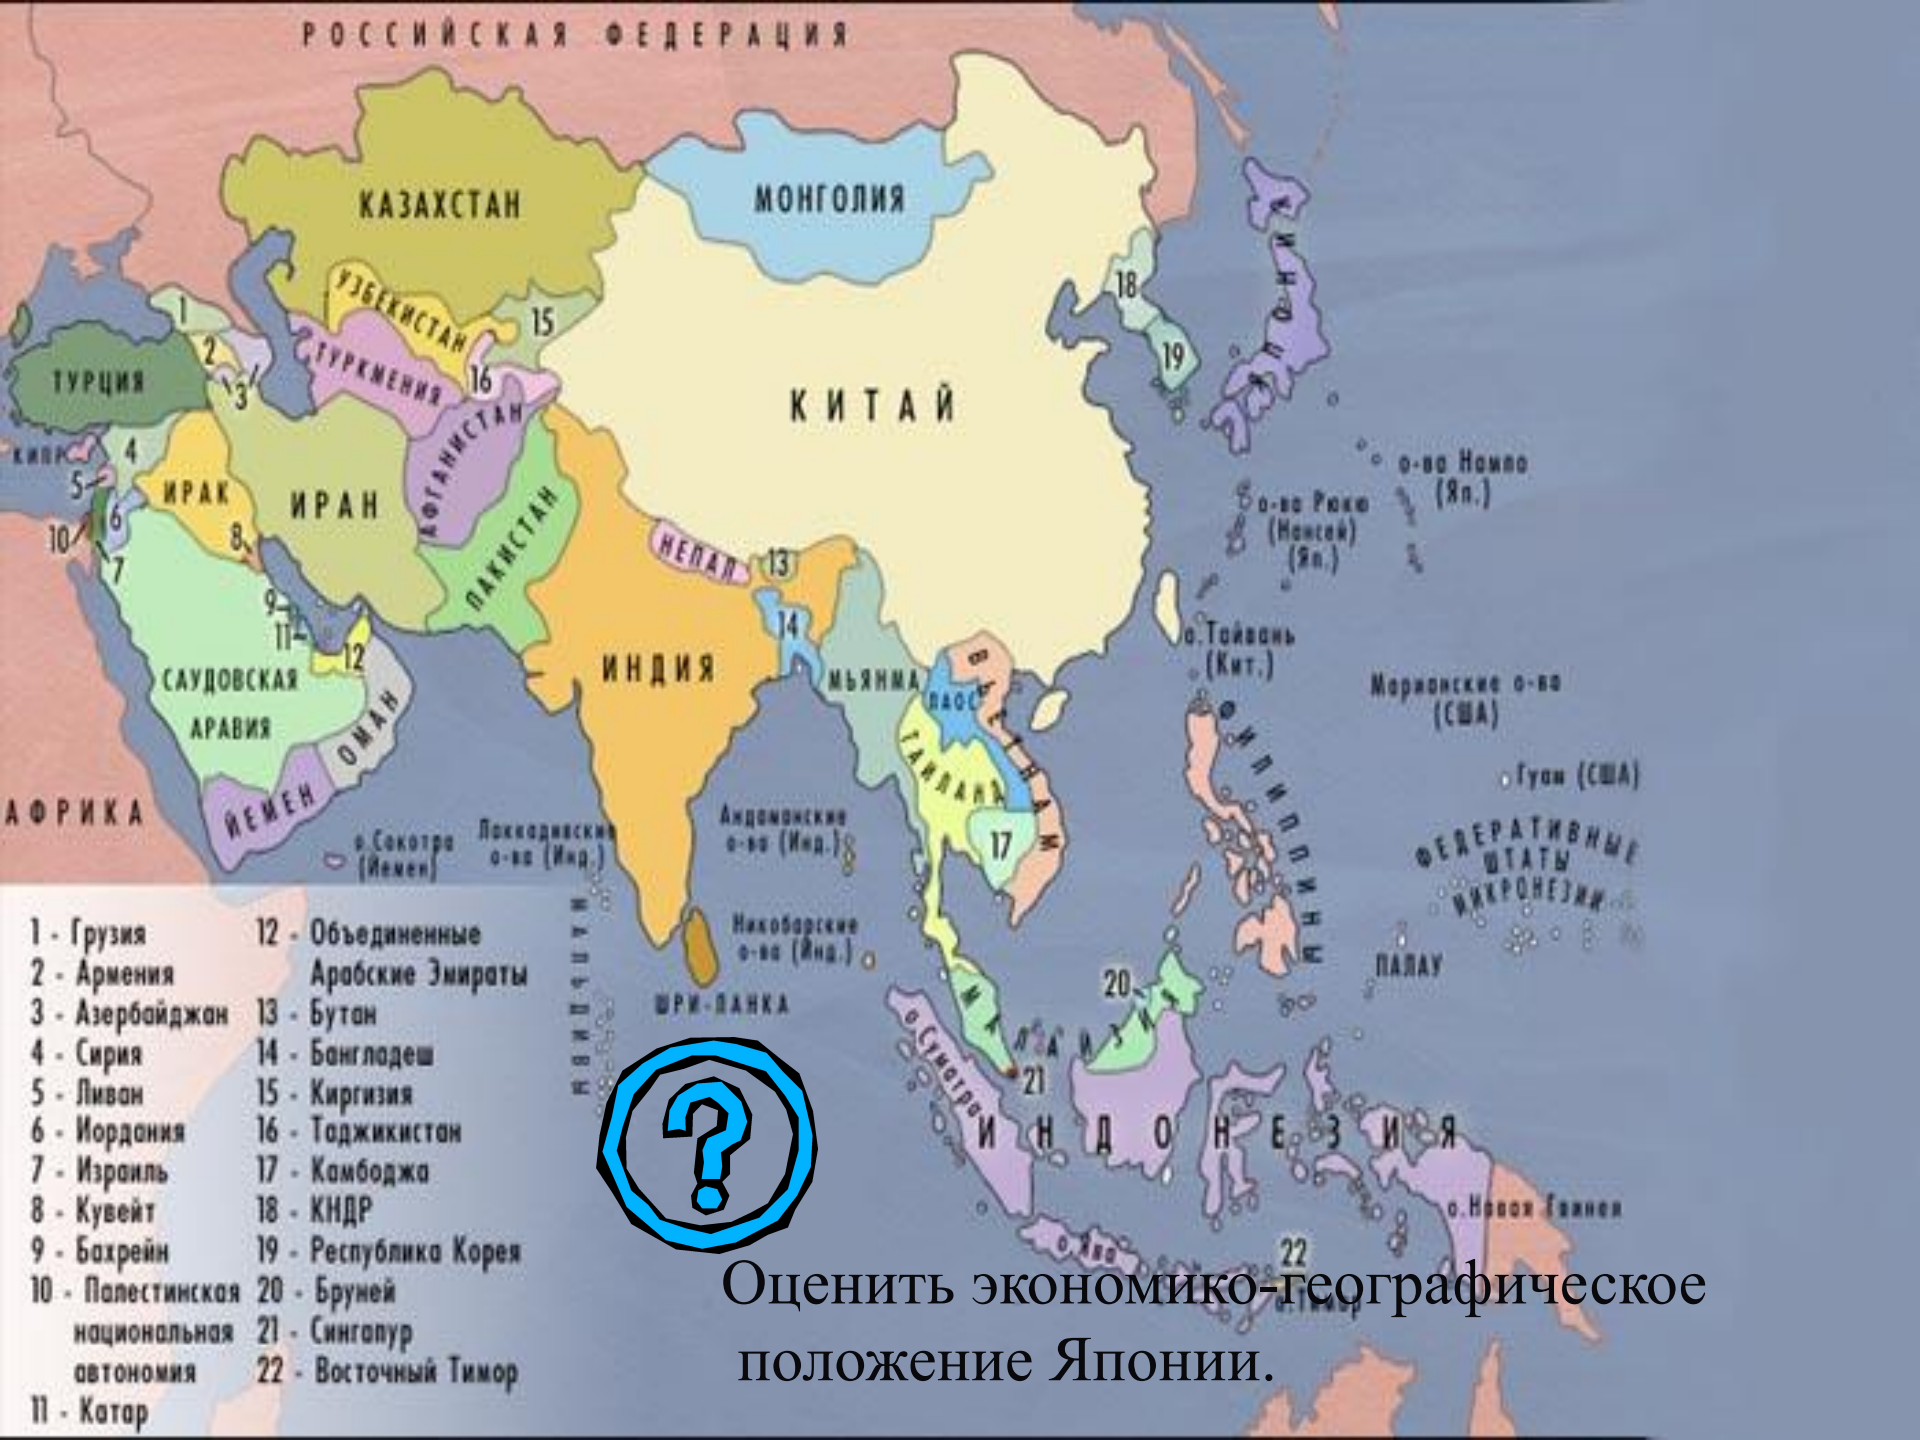 РОССИЙСКАЯ ФЕДЕРАЦИЯ
КАЗАХСТАН
МОНГОЛИЯ
ЯПОНИЯ
УЗБЕКИСТАН
18
1
15
2
ТУРКМЕНИЯ
19
ТУРЦИЯ
16
3
КИТАЙ
АФГАНИСТАН
КИПР
4
о-ва Нампо
(Яп.)
5
ИРАК
ИРАН
ПАКИСТАН
о-ва Рюкю
(Нансей)
(Яп.)
6
10
8
НЕПАЛ
13
7
9
11
14
о.Тайвань
(Кит.)
12
ИНДИЯ
ВЬЕТНАМ
САУДОВСКАЯ
АРАВИЯ
МЬЯНМА
ЛАОС
Марианские о-ва
(США)
ОМАН
ТАИЛАНД
ФИЛИППИНЫ
Гуам (США)
АФРИКА
ЙЕМЕН
о.Сокотра
(Йемен)
Лаккадивские
о-ва (Инд.)
Андаманские
о-ва (Инд.)
17
ФЕДЕРАТИВНЫЕ
ШТАТЫ
МИКРОНЕЗИИ
МАЛЬДИВЫ
Никобарские
о-ва (Инд.)
ПАЛАУ
ШРИ-ЛАНКА
20
МАЛАЙЗИЯ
о.Суматра
21
ИНДОНЕЗИЯ
о.Новая Гвинея
о.Ява
22
о.Тимор
1 - Грузия
2 - Армения
3 - Азербайджан
4 - Сирия
5 - Ливан
6 - Иордания
7 - Израиль
8 - Кувейт
9 - Бахрейн
10 - Палестинская
национальная
автономия
11 - Катар
12 - Объединенные
Арабские Эмираты
13 - Бутан
14 - Бангладеш
15 - Киргизия
16 - Таджикистан
17 - Камбоджа
18 - КНДР
19 - Республика Корея
20 - Бруней
21 - Сингапур
22 - Восточный Тимор
?
Оценить экономико-географическое
положение Японии.